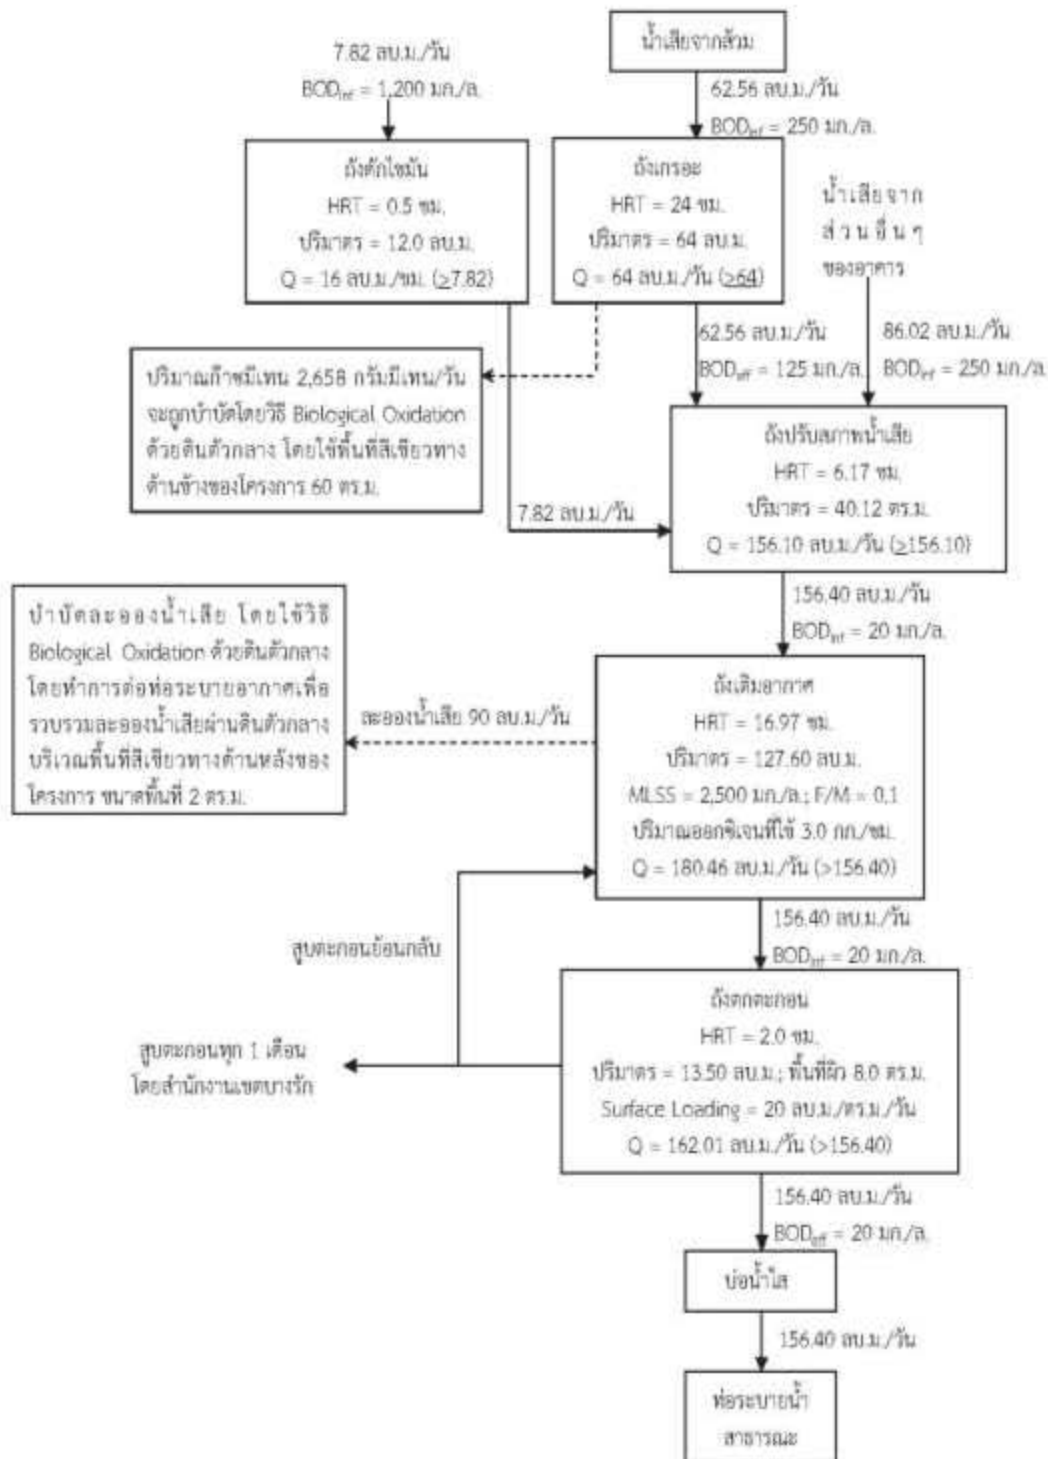 น้ำเสียจากส้วม
7.82 ลบ.ม./วัน
BODinf = 1,200 มก./ล.
62.56 ลบ.ม./วัน
BODinf = 250 มก./ล.
ถังดักไขมัน
HRT = 0.5 ชม.
ปริมาตร = 12.0 ลบ.ม.
Q = 16 ลบ.ม./ชม. (≥7.82)
ถังเกรอะ
HRT = 24 ชม.
ปริมาตร = 64 ลบ.ม.
Q = 64 ลบ.ม./วัน (≥64)
น้ำเสียจาก
ส่วนอื่นๆ
ของอาคาร
62.56 ลบ.ม./วัน
BODeff = 125 มก./ล.
86.02 ลบ.ม./วัน
BODinf = 250 มก./ล.
ปริมาณก๊าซมีเทน 2,658 กรัมมีเทน/วัน
จะถูกบำบัดโดยวิธี Biological Oxidation
ด้วยดินตัวกลาง โดยใช้พื้นที่สีเขียวทาง
ด้านข้างของโครงการ 60 ตร.ม.
7.82 ลบ.ม./วัน
ถังปรับสภาพน้ำเสีย
HRT = 6.17 ชม.
ปริมาตร = 40.12 ตร.ม.
Q = 156.10 ลบ.ม./วัน (≥156.10)
156.40 ลบ.ม./วัน
BODinf = 20 มก./ล.
บำบัดละอองน้ำเสีย โดยใช้วิธี
Biological Oxidation ด้วยดินตัวกลาง
โดยทำการต่อท่อระบายอากาศเพื่อ
รวบรวมละอองน้ำเสียผ่านดินตัวกลาง
บริเวณพื้นที่สีเขียวทางด้านหลังของ
โครงการ ขนาดพื้นที่ 2 ตร.ม.
ละอองน้ำเสีย 90 ลบ.ม./วัน
ถังเติมอากาศ
HRT = 16.97 ชม.
ปริมาตร = 127.60 ลบ.ม.
MLSS = 2,500 มก./ล.; F/M = 0.1
ปริมาณออกซิเจนที่ใช้ 3.0 กก./ชม.
Q = 180.46 ลบ.ม./วัน (>156.40)
156.40 ลบ.ม./วัน
BODinf = 20 มก./ล.
สูบตะกอนย้อนกลับ
ถังตกตะกอน
HRT = 2.0 ชม.
ปริมาตร = 13.50 ลบ.ม.; พื้นที่ผิว 8.0 ตร.ม.
Surface Loading = 20 ลบ.ม./ตร.ม./วัน
Q = 162.01 ลบ.ม./วัน (>156.40)
สูบตะกอนทุก 1 เดือน
โดยสำนักงานเขตบางรัก
156.40 ลบ.ม./วัน
BODeff = 20 มก./ล.
บ่อน้ำใส
156.40 ลบ.ม./วัน
ท่อระบายน้ำ
สาธารณะ